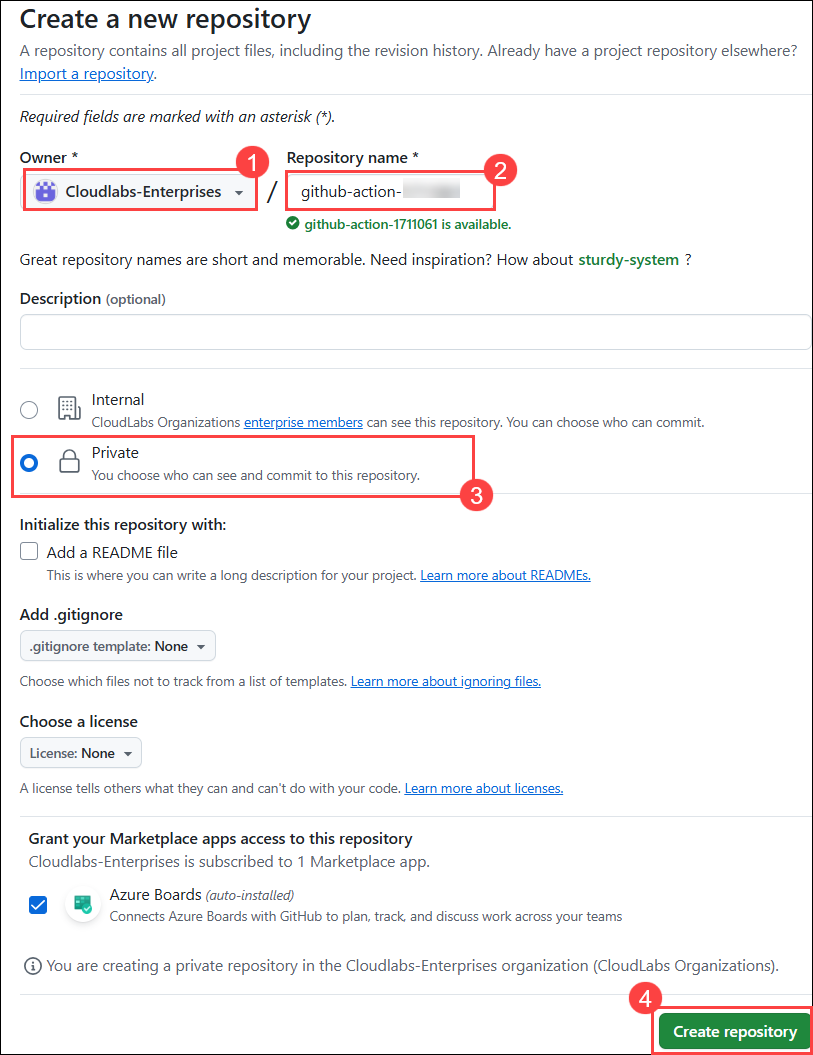 Create a new repository
A repository contains all project files, including the revision history. Already have a project repository elsewhere?
Import a repository.
Required fields are marked with an asterisk (*).
Owner * 1 Repository name * 2
Cloudlabs-Enterprises / github-action-
github-action-1711061 is available.
Great repository names are short and memorable. Need inspiration? How about sturdy-system ?
Description (optional)
Internal
CloudLabs Organizations enterprise members can see this repository. You can choose who can commit.
Private
You choose who can see and commit to this repository.
3
Initialize this repository with:
Add a README file
This is where you can write a long description for your project. Learn more about READMEs.
Add .gitignore
.gitignore template: None
Choose which files not to track from a list of templates. Learn more about ignoring files.
Choose a license
License: None
A license tells others what they can and can't do with your code. Learn more about licenses.
Grant your Marketplace apps access to this repository
Cloudlabs-Enterprises is subscribed to 1 Marketplace app.
Azure Boards (auto-installed)
Connects Azure Boards with GitHub to plan, track, and discuss work across your teams
You are creating a private repository in the Cloudlabs-Enterprises organization (CloudLabs Organizations).
4
Create repository